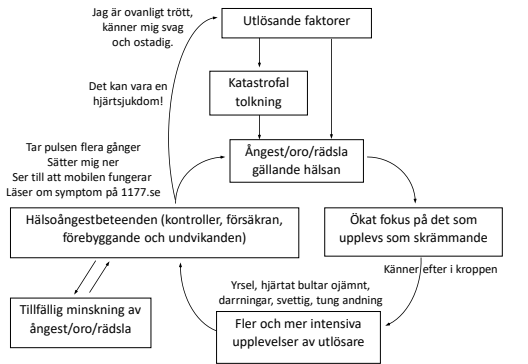 Jag är ovanligt trött,
känner mig svag
och ostadig.
Utlösande faktorer
Det kan vara en
hjärtsjukdom!
Katastrofal
tolkning
Tar pulsen flera gånger
Sätter mig ner
Ser till att mobilen fungerar
Läser om symptom på 1177.se
Ångest/oro/rädsla
gällande hälsan
Hälsoångestbeteenden (kontroller, försäkran,
förebyggande och undvikanden)
Ökat fokus på det som
upplevs som skrämmande
Känner efter i kroppen
Yrsel, hjärtat bultar ojämnt,
darrningar, svettig, tung andning
Tillfällig minskning av
ångest/oro/rädsla
Fler och mer intensiva
upplevelser av utlösare